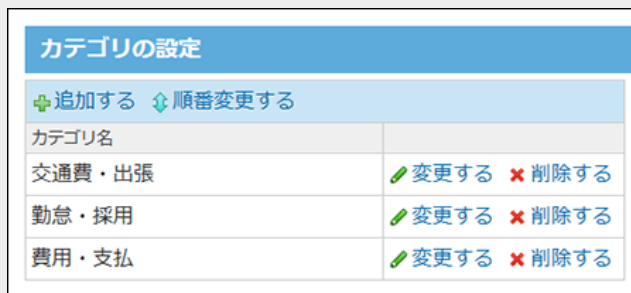 カテゴリの設定
追加する 順番変更する
カテゴリ名
交通費・出張 変更する 削除する
勤怠・採用 変更する 削除する
費用・支払 変更する 削除する